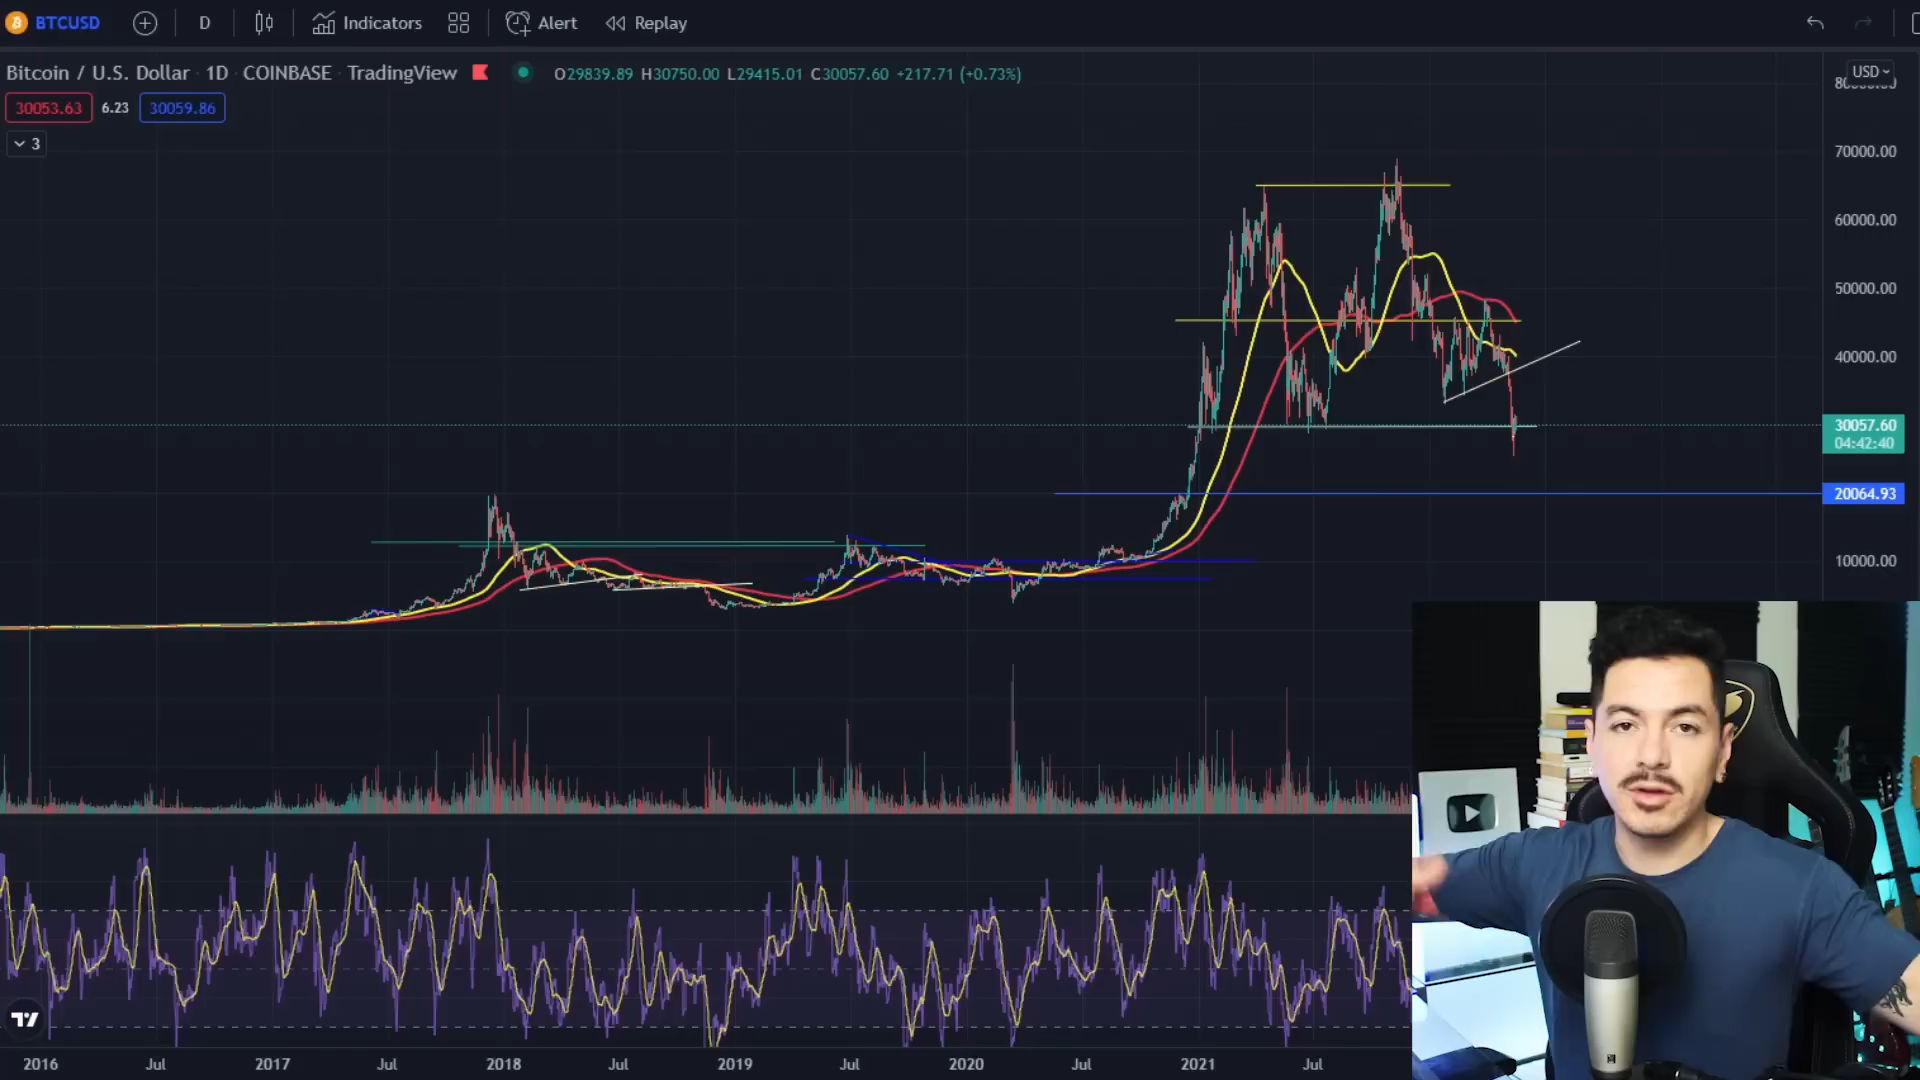 BTCUSD D Indicators Alert Replay
Bitcoin / U.S. Dollar 1D COINBASE TradingView O29839.89 H30750.00 L29415.01 C30057.60 +217.71 (+0.73%)
USD
30053.63 6.23 30059.86
3
70000.00
60000.00
50000.00
40000.00
30057.60
04:42:40
20064.93
10000.00
2016 Jul 2017 Jul 2018 Jul 2019 Jul 2020 Jul 2021 Jul